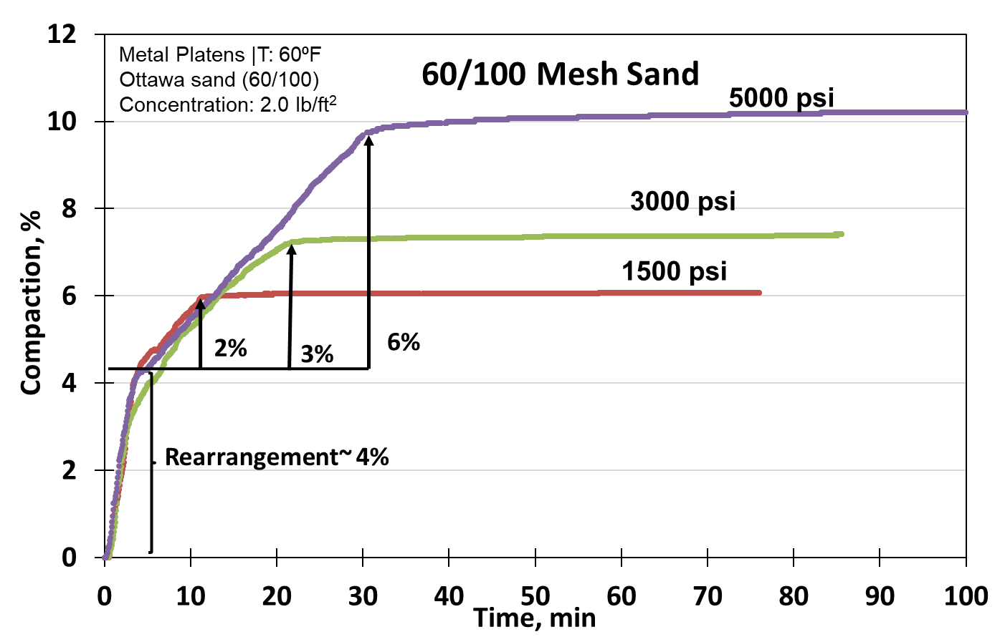 Metal Platens |T: 60ºF
Ottawa sand (60/100)
Concentration: 2.0 lb/ft²
60/100 Mesh Sand
5000 psi
3000 psi
1500 psi
2%
3%
6%
Rearrangement~ 4%
Compaction, %
12
10
8
6
4
2
0
0 10 20 30 40 50 60 70 80 90 100
Time, min